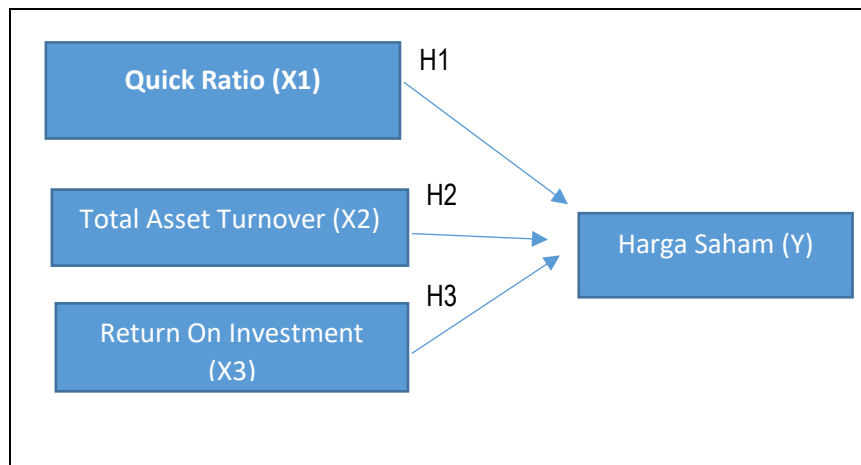 Quick Ratio (X1)
H1
Total Asset Turnover (X2)
H2
Harga Saham (Y)
Return On Investment
(X3)
H3